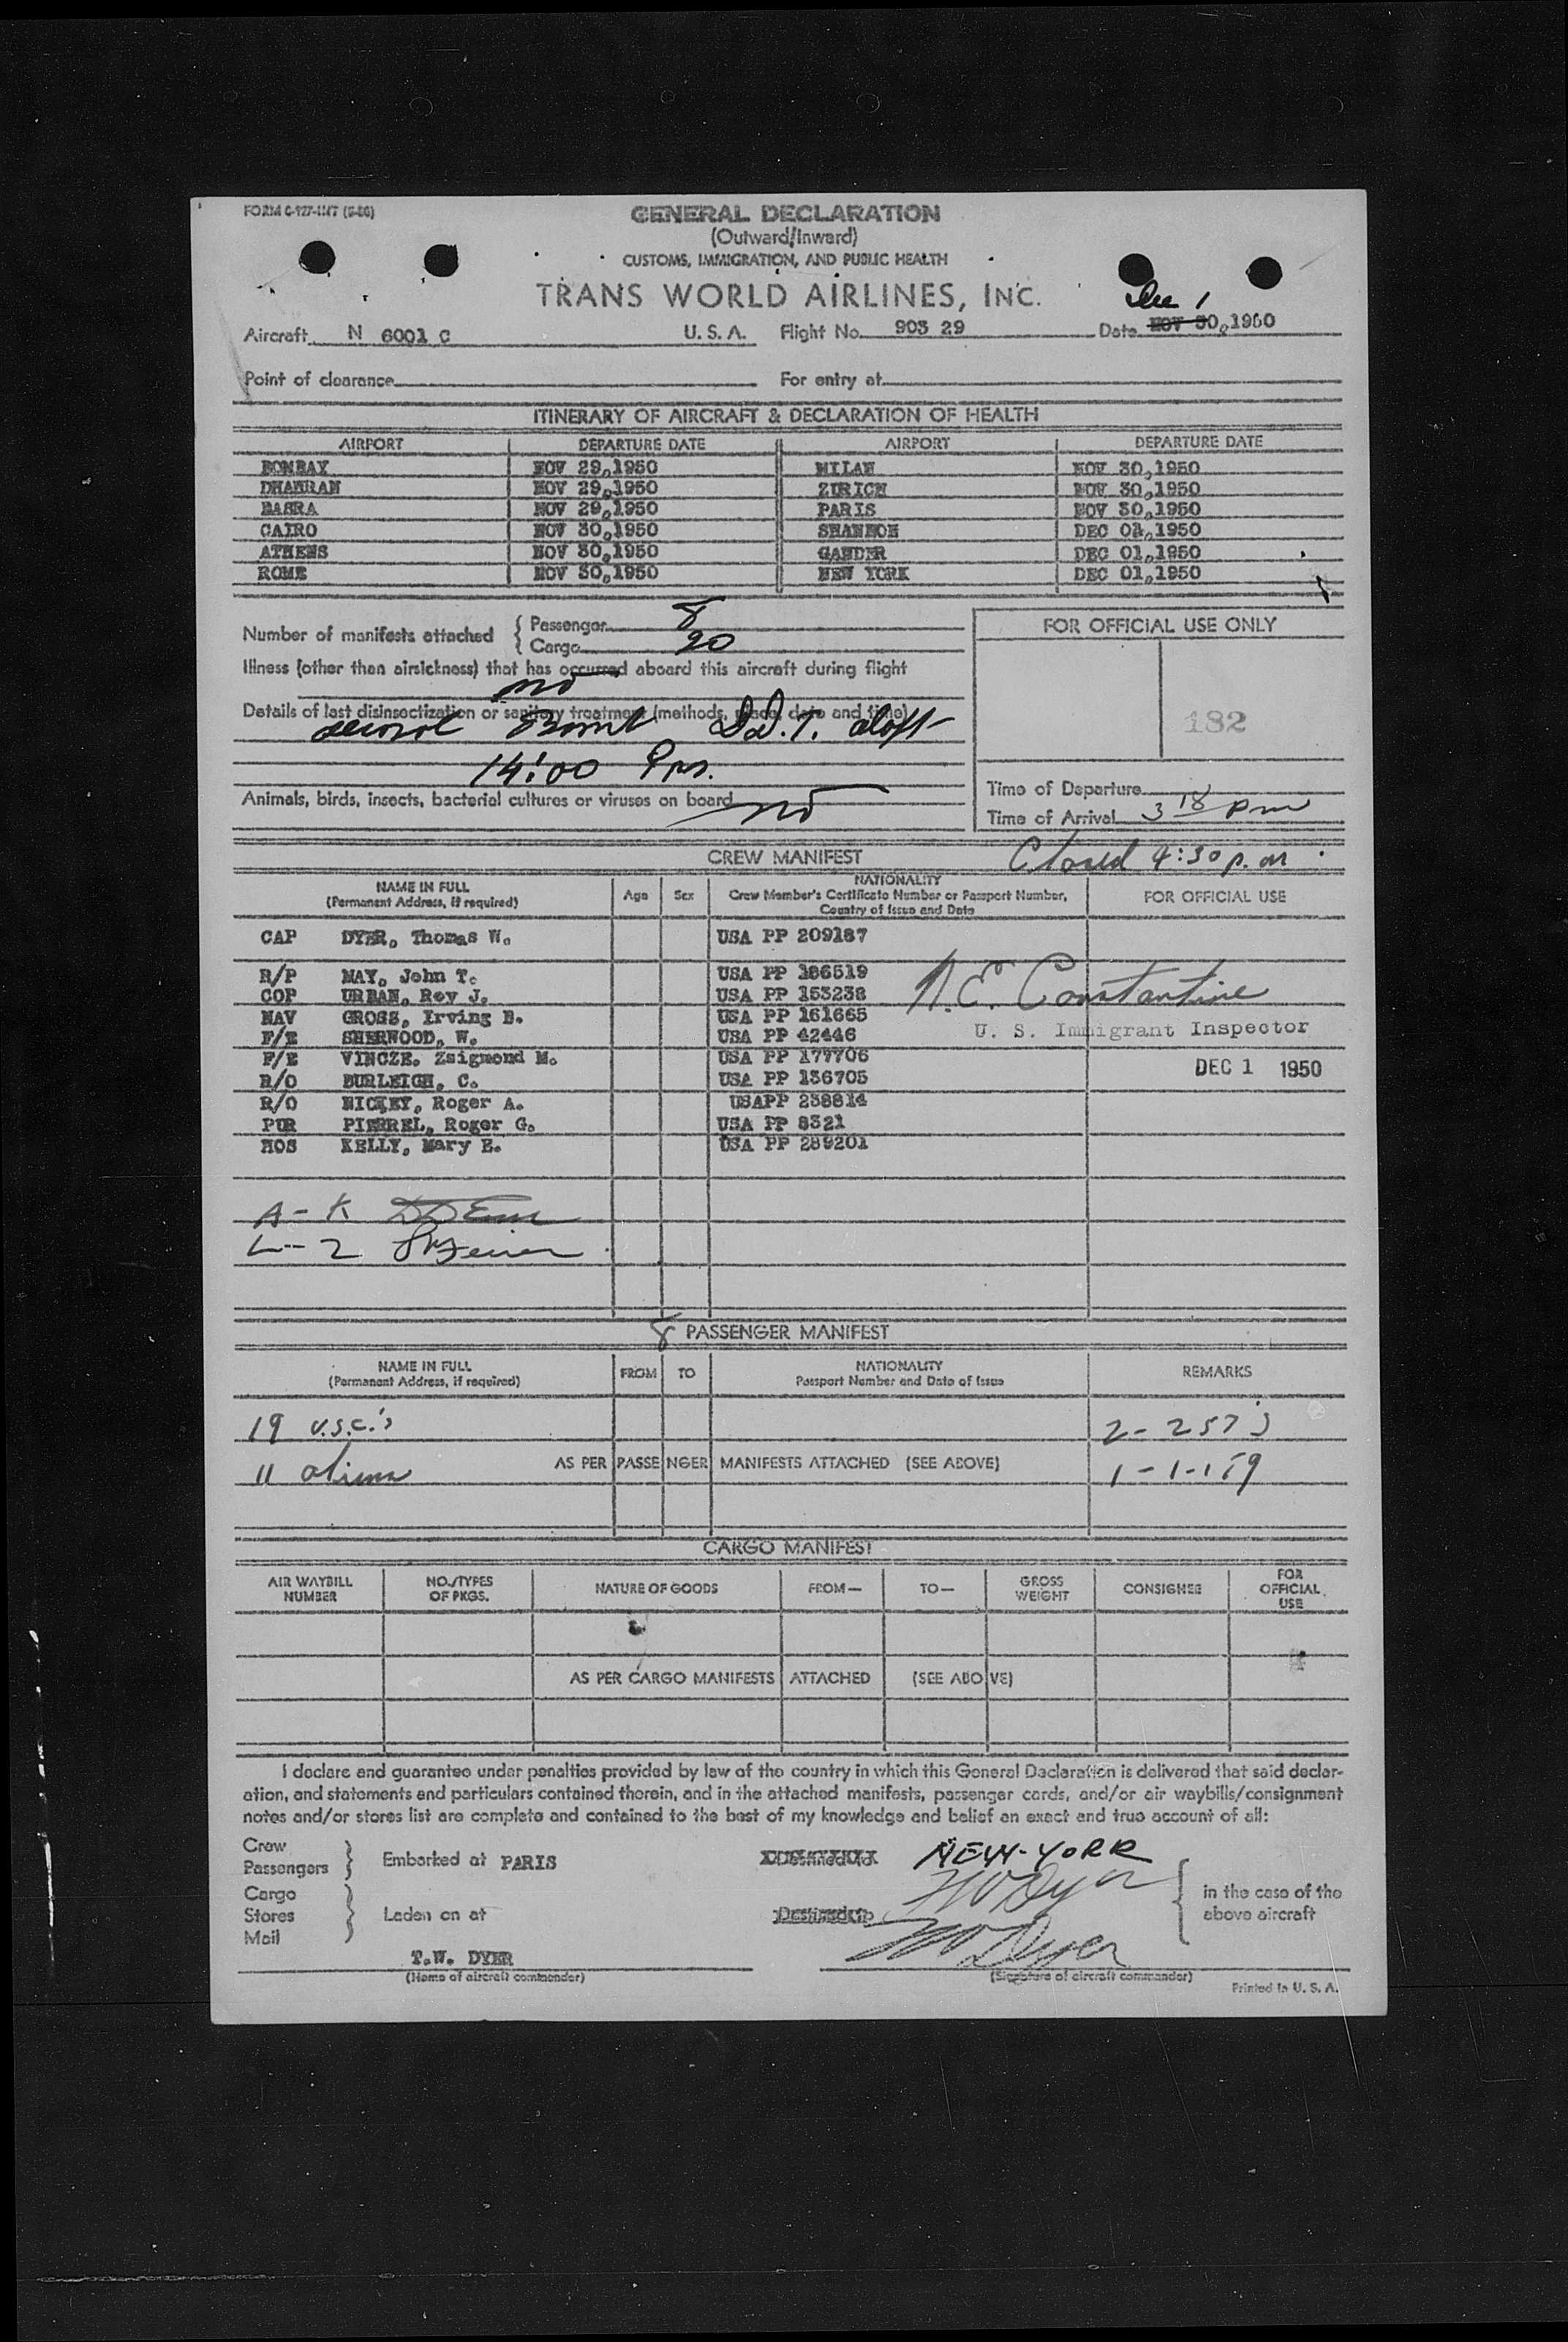 FORM C-927-INT (5-50)
GENERAL DECLARATION
(Outward/Inward)
CUSTOMS, IMMIGRATION, AND PUBLIC HEALTH
TRANS WORLD AIRLINES, INC.
Dec 1
Aircraft N 6001 C U. S. A. Flight No. 903 29 Date NOV 30,1950
Point of clearance For entry at
ITINERARY OF AIRCRAFT & DECLARATION OF HEALTH
AIRPORT DEPARTURE DATE AIRPORT DEPARTURE DATE
BOMBAY NOV 29,1950 MILAN NOV 30,1950
DHAHRAN NOV 29,1950 ZURICH NOV 30,1950
BASRA NOV 29,1950 PARIS NOV 30,1950
CAIRO NOV 30,1950 SHANNON DEC 01,1950
ATHENS NOV 30,1950 GANDER DEC 01,1950
ROME NOV 30,1950 NEW YORK DEC 01,1950
Number of manifests attached { Passenger 8
{ Cargo 20
FOR OFFICIAL USE ONLY
Illness (other than airsickness) that has occurred aboard this aircraft during flight
no
Details of last disinsectization or sanitary treatment (methods, place, date and time)
aerosol Bomb D.D.T. aloft
182
14:00
Animals, birds, insects, bacterial cultures or viruses on board no
Time of Departure
Time of Arrival 3 18 pm
CREW MANIFEST Closed 4:30 p.m.
NAME IN FULL
(Permanent Address, if required) Age Sex NATIONALITY
Crew Member's Certificate Number or Passport Number,
Country of Issue and Date FOR OFFICIAL USE
CAP DYER, Thomas W. USA PP 209187
R/P MAY, John T. USA PP 186519
COP URBAN, Roy J. USA PP 153238 N. E. Constantine
NAV GROSS, Irving B. USA PP 161665
F/E SHERWOOD, W. USA PP 42446 U. S. Immigrant Inspector
F/E VINCZE, Zsigmond M. USA PP 177706
R/O BURLEIGH, C. USA PP 136705 DEC 1 1950
R/O HICKEY, Roger A. USAPP 238814
PUR PIERREL, Roger G. USA PP 8321
HOS KELLY, Mary E. USA PP 289201
A - K
L - Z
8 PASSENGER MANIFEST
NAME IN FULL
(Permanent Address, if required) FROM TO NATIONALITY
Passport Number and Date of Issue REMARKS
19 U.S.C.'s
11 aliens AS PER PASSENGER MANIFESTS ATTACHED (SEE ABOVE)
CARGO MANIFEST
AIR WAYBILL
NUMBER NO./TYPES
OF PKGS. NATURE OF GOODS FROM— TO— GROSS
WEIGHT CONSIGNEE FOR
OFFICIAL
USE
AS PER CARGO MANIFESTS ATTACHED (SEE ABOVE)
I declare and guarantee under penalties provided by law of the country in which this General Declaration is delivered that said declar-
ation, and statements and particulars contained therein, and in the attached manifests, passenger cards, and/or air waybills/consignment
notes and/or stores list are complete and contained to the best of my knowledge and belief an exact and true account of all:
Crew
Passengers } Embarked at PARIS Destined to NEW-YORK
T W Dyer
Cargo
Stores
Mail } Laden on at Destined to
in the case of the
above aircraft
T.W. DYER T W Dyer
(Name of aircraft commander) (Signature of aircraft commander)
Printed in U. S. A.